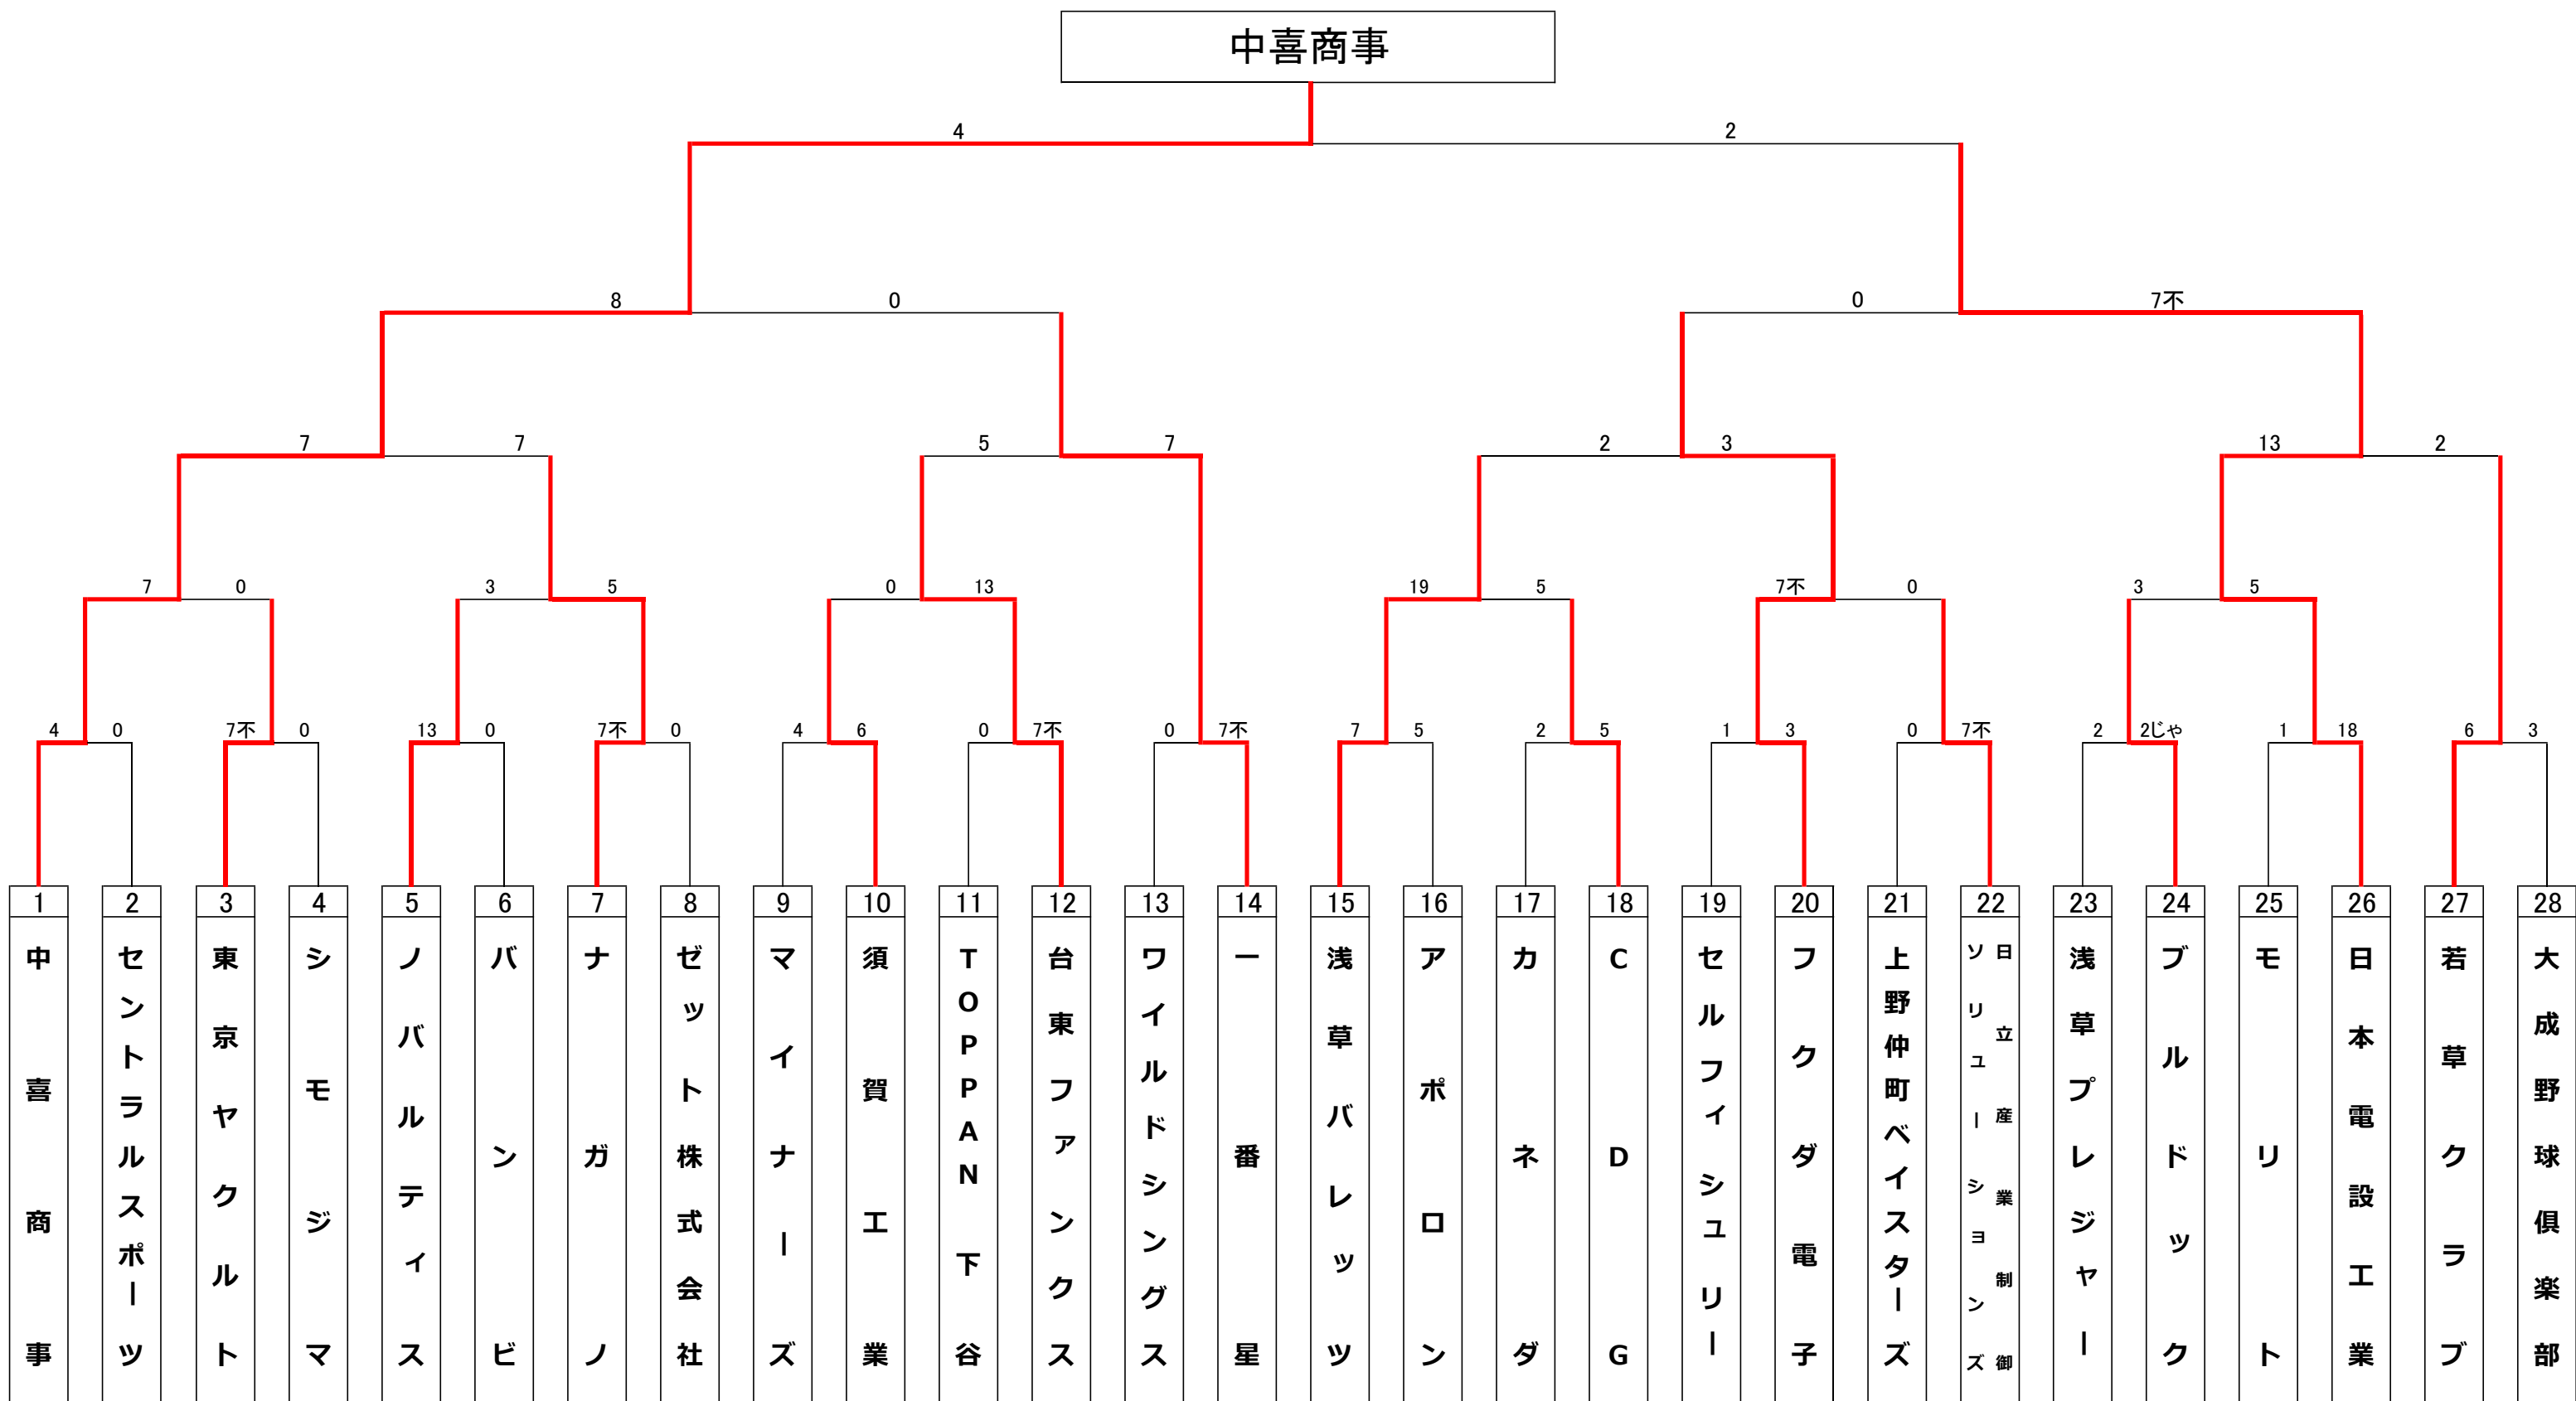 中喜商事
4 2
8 0 0 7不
7 7 5 7 2 3 13 2
7 0 3 5 0 13 19 5 7不 0 3 5
4 0 7不 0 13 0 7不 0 4 6 0 7不 0 7不 7 5 2 5 1 3 0 7不 2 2じゃ 1 18 6 3
1 2 3 4 5 6 7 8 9 10 11 12 13 14 15 16 17 18 19 20 21 22 23 24 25 26 27 28
中喜商事
セントラルスポーツ
東京ヤクルト
シモジマ
ノバルティス
バンビ
ナガノ
ゼット株式会社
マイナーズ
須賀工業
TOPPAN下谷
台東ファンクス
ワイルドシングス
一番星
浅草バレッツ
アポロン
カネダ
CDG
セルフィシュリー
フクダ電子
上野仲町ベイスターズ
日立産業制御
ソリューションズ
浅草プレジャー
ブルドック
モリト
日本電設工業
若草クラブ
大成野球倶楽部